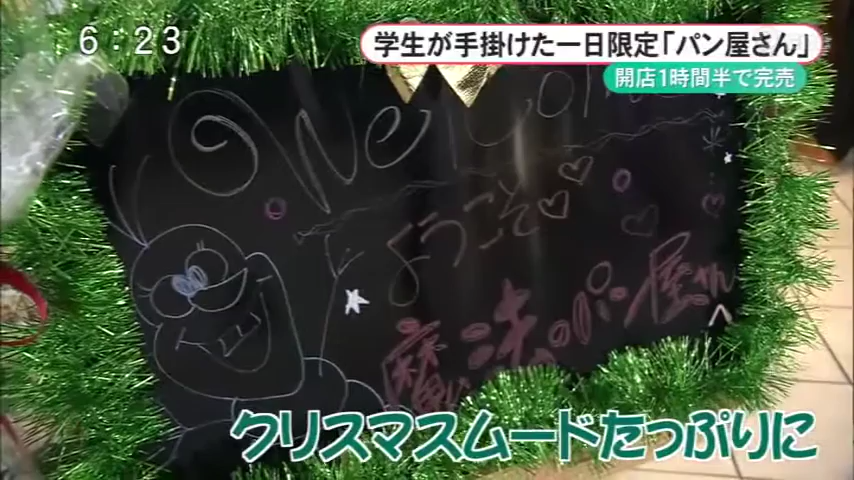 6:23
学生が手掛けた一日限定「パン屋さん」
開店1時間半で完売
Welcome
ようこそ
魔法のパン屋さん
へ
クリスマスムードたっぷりに